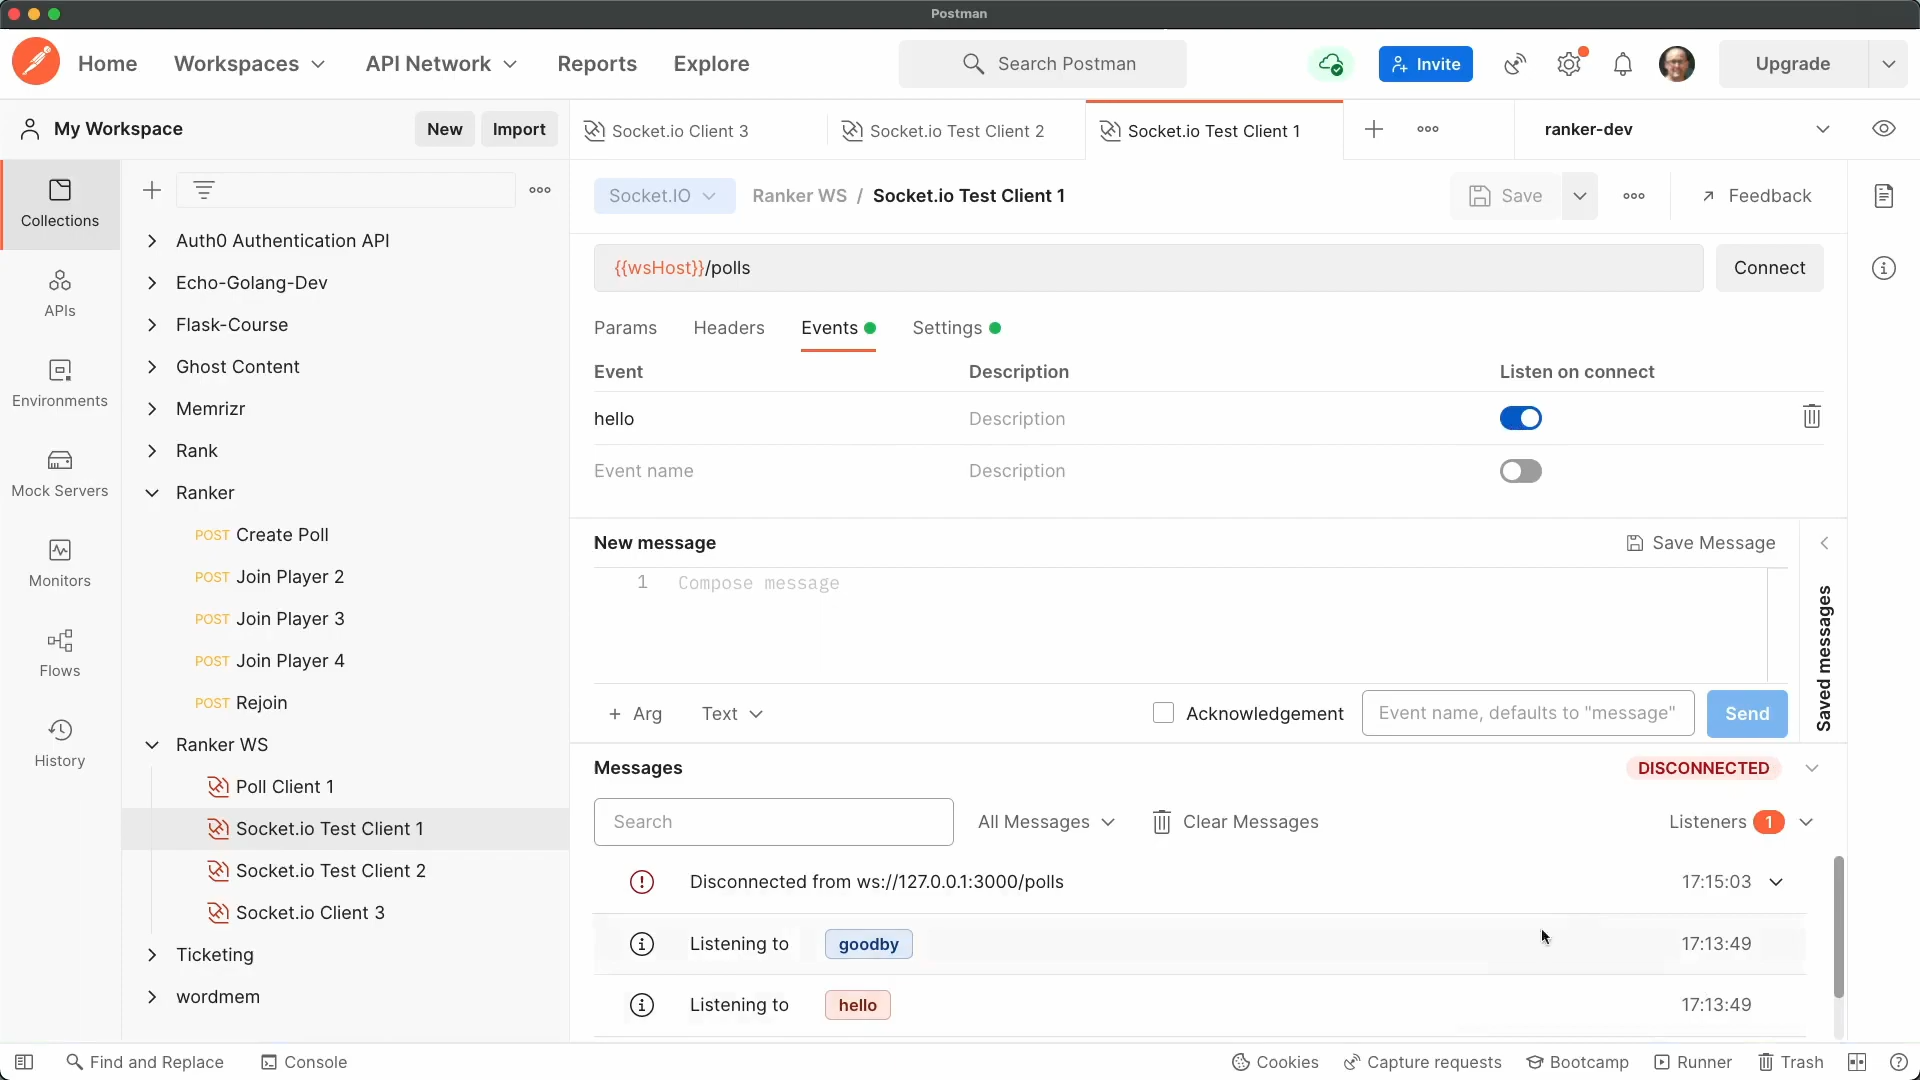 Postman
Home
Workspaces
API Network
Reports
Explore
Search Postman
Invite
Upgrade
My Workspace
New
Import
Socket.io Client 3
Socket.io Test Client 2
Socket.io Test Client 1
ranker-dev
Collections
APIs
Environments
Mock Servers
Monitors
Flows
History
Auth0 Authentication API
Echo-Golang-Dev
Flask-Course
Ghost Content
Memrizr
Rank
Ranker
POST Create Poll
POST Join Player 2
POST Join Player 3
POST Join Player 4
POST Rejoin
Ranker WS
Poll Client 1
Socket.io Test Client 1
Socket.io Test Client 2
Socket.io Client 3
Ticketing
wordmem
Socket.IO
Ranker WS / Socket.io Test Client 1
Save
Feedback
{{wsHost}}/polls
Connect
Params
Headers
Events
Settings
Event
Description
Listen on connect
hello
Description
Event name
Description
New message
Save Message
1
Compose message
Saved messages
+ Arg
Text
Acknowledgement
Event name, defaults to "message"
Send
Messages
DISCONNECTED
Search
All Messages
Clear Messages
Listeners 1
Disconnected from ws://127.0.0.1:3000/polls
17:15:03
Listening to goodby
17:13:49
Listening to hello
17:13:49
Find and Replace
Console
Cookies
Capture requests
Bootcamp
Runner
Trash